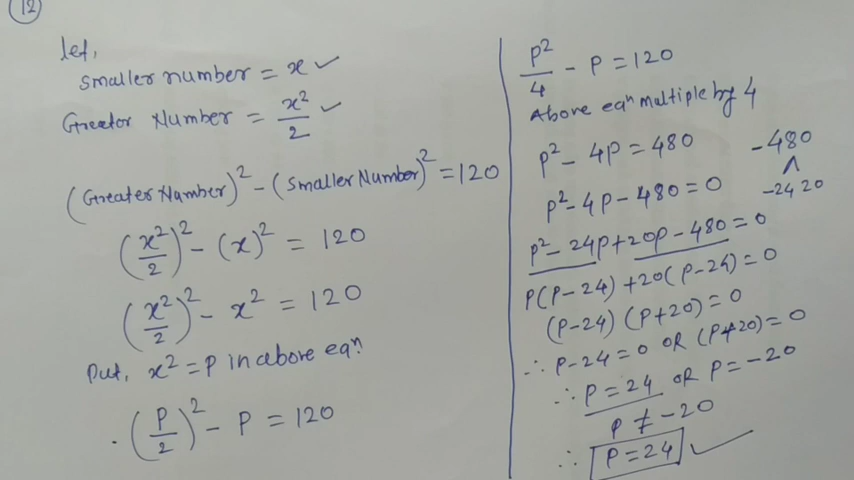 12
let,
smaller number = x ✓
Greator Number = x²/2 ✓
(Greater Number)² - (smaller Number)² = 120
(x²/2)² - (x)² = 120
(x²/2)² - x² = 120
Put, x² = P in above eqⁿ
(P/2)² - P = 120
P²/4 - P = 120
Above eqⁿ multiple by 4
P² - 4P = 480
-480
P² - 4P - 480 = 0
-24 20
P² - 24P + 20P - 480 = 0
P(P-24) + 20(P-24) = 0
(P-24) (P+20) = 0
∴ P-24 = 0 OR (P+20) = 0
∴ P = 24 OR P = -20
P ≠ -20
∴ P = 24 ✓